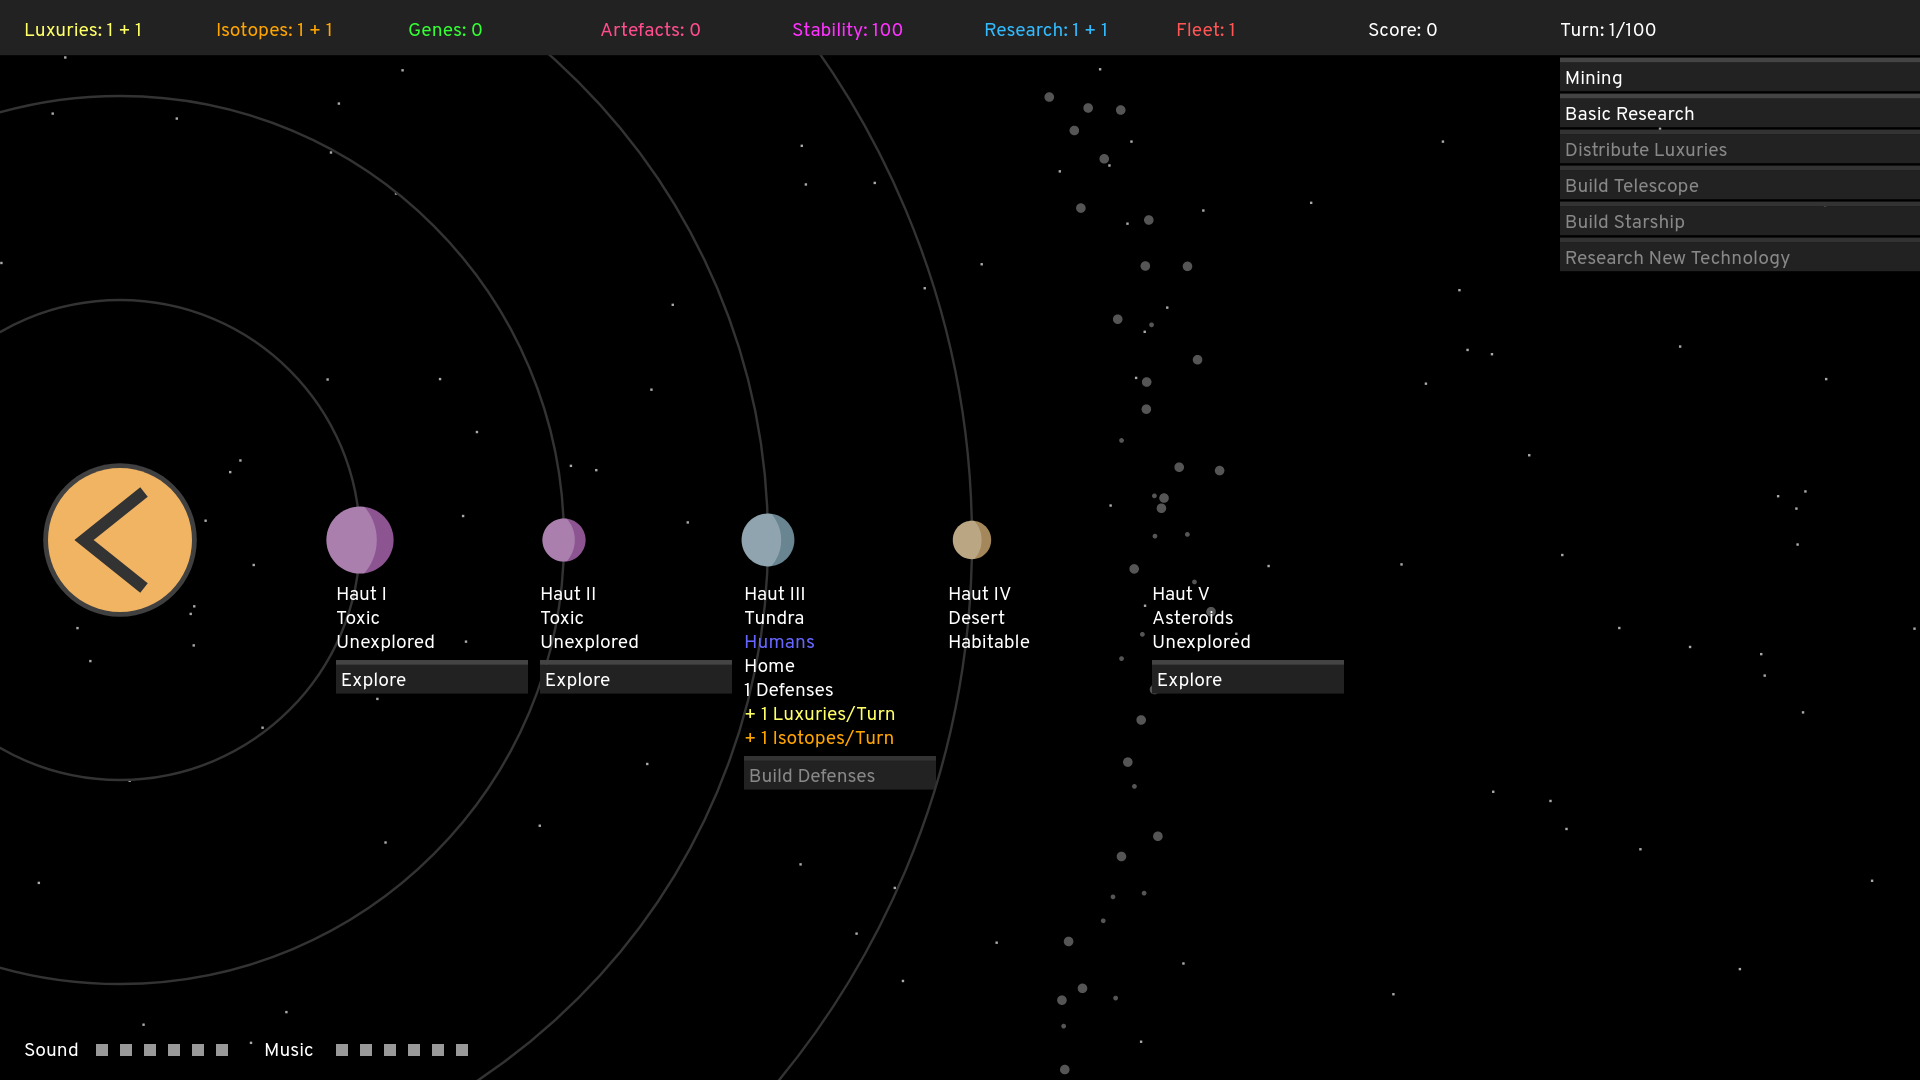 Luxuries: 1 + 1
Isotopes: 1 + 1
Genes: 0
Artefacts: 0
Stability: 100
Research: 1 + 1
Fleet: 1
Score: 0
Turn: 1/100
Mining
Basic Research
Distribute Luxuries
Build Telescope
Build Starship
Research New Technology
Haut I
Toxic
Unexplored
Explore
Haut II
Toxic
Unexplored
Explore
Haut III
Tundra
Humans
Home
1 Defenses
+ 1 Luxuries/Turn
+ 1 Isotopes/Turn
Build Defenses
Haut IV
Desert
Habitable
Haut V
Asteroids
Unexplored
Explore
Sound
Music